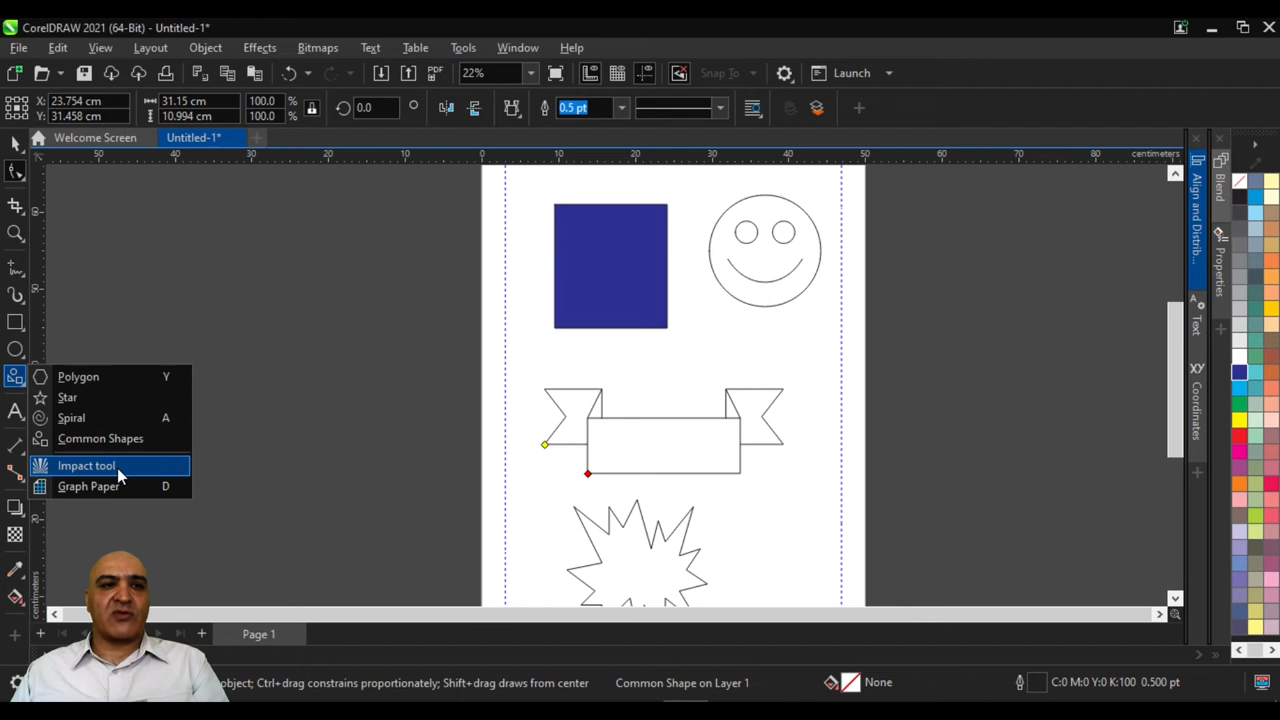 CorelDRAW 2021 (64-Bit) - Untitled-1*
File Edit View Layout Object Effects Bitmaps Text Table Tools Window Help
PDF 22% Snap To Launch
X: 23.754 cm 31.15 cm 100.0 % 0.0 0.5 pt
Y: 31.458 cm 10.994 cm 100.0 %
Welcome Screen Untitled-1*
50 40 30 20 10 0 10 20 30 40 50 60 70 80 centimeters
Polygon Y
Star
Spiral A
Common Shapes
Impact tool
Graph Paper D
centimeters
Align and Distrib...
Text
Coordinates
Blend
Properties
Page 1
object; Ctrl+drag constrains proportionately; Shift+drag draws from center Common Shape on Layer 1 None C:0 M:0 Y:0 K:100 0.500 pt